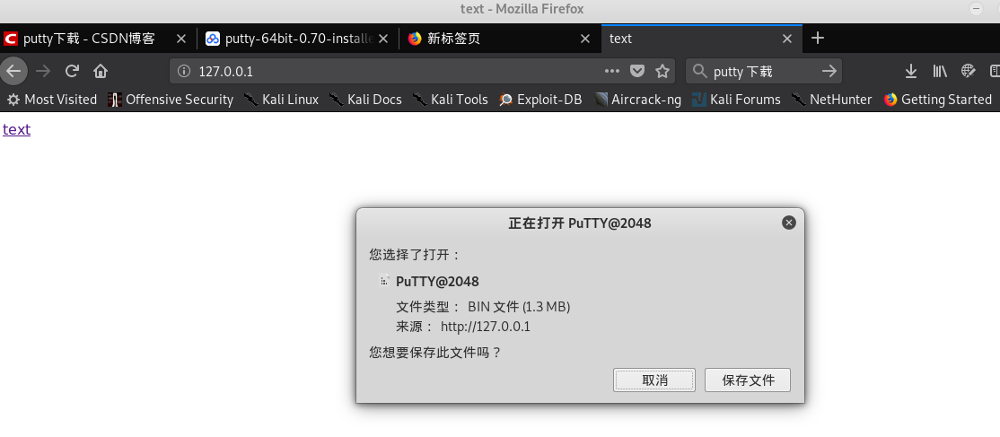 text - Mozilla Firefox
putty下载 - CSDN博客
putty-64bit-0.70-installe
新标签页
text
127.0.0.1
putty 下载
Most Visited
Offensive Security
Kali Linux
Kali Docs
Kali Tools
Exploit-DB
Aircrack-ng
Kali Forums
NetHunter
Getting Started
text
正在打开 PuTTY@2048
您选择了打开：
PuTTY@2048
文件类型： BIN 文件 (1.3 MB)
来源： http://127.0.0.1
您想要保存此文件吗？
取消
保存文件